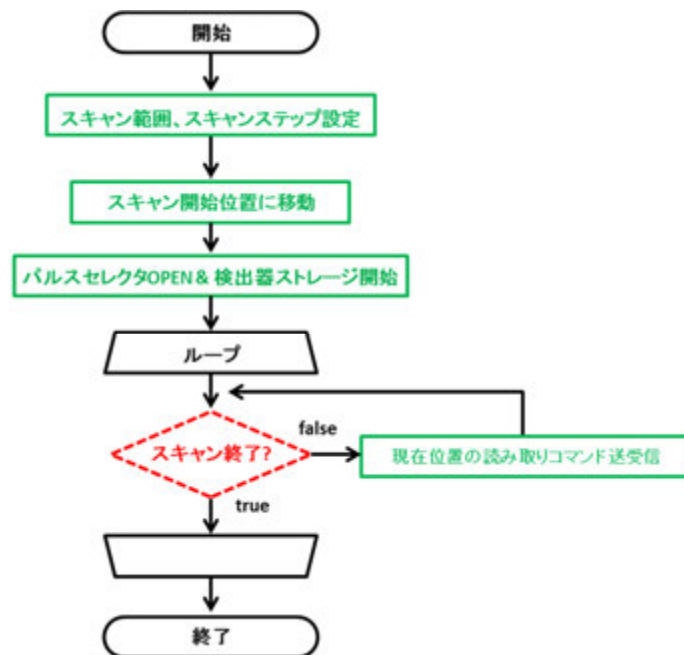 開始
スキャン範囲、スキャンステップ設定
スキャン開始位置に移動
パルスセレクタOPEN & 検出器ストレージ開始
ループ
スキャン終了?
false
現在位置の読み取りコマンド送受信
true
終了